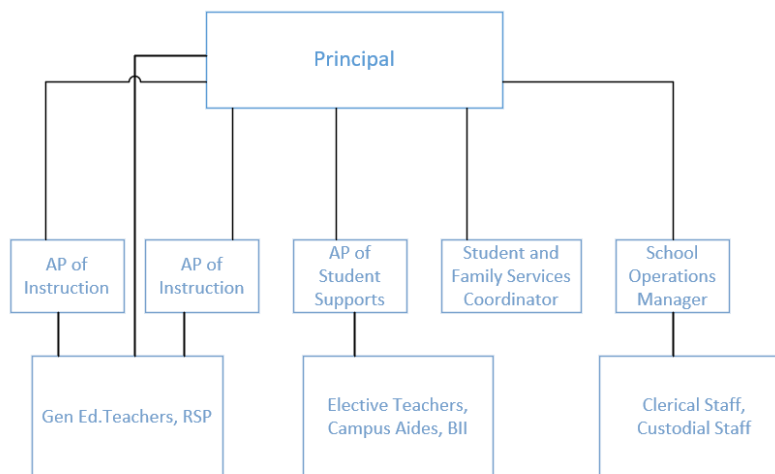 Principal
AP of
Instruction
AP of
Instruction
AP of
Student
Supports
Student and
Family Services
Coordinator
School
Operations
Manager
Gen Ed.Teachers, RSP
Elective Teachers,
Campus Aides, BII
Clerical Staff,
Custodial Staff